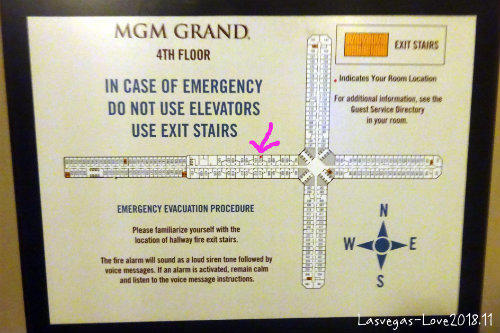 MGM GRAND
4TH FLOOR
IN CASE OF EMERGENCY
DO NOT USE ELEVATORS
USE EXIT STAIRS
EXIT STAIRS
Indicates Your Room Location
For additional information, see the
Guest Service Directory
in your room.
EMERGENCY EVACUATION PROCEDURE
Please familiarize yourself with the
location of hallway fire exit stairs.
The fire alarm will sound as a loud siren tone followed by
voice messages. If an alarm is activated, remain calm
and listen to the voice message instructions.
N
W E
S
Lasvegas-Love2018.11